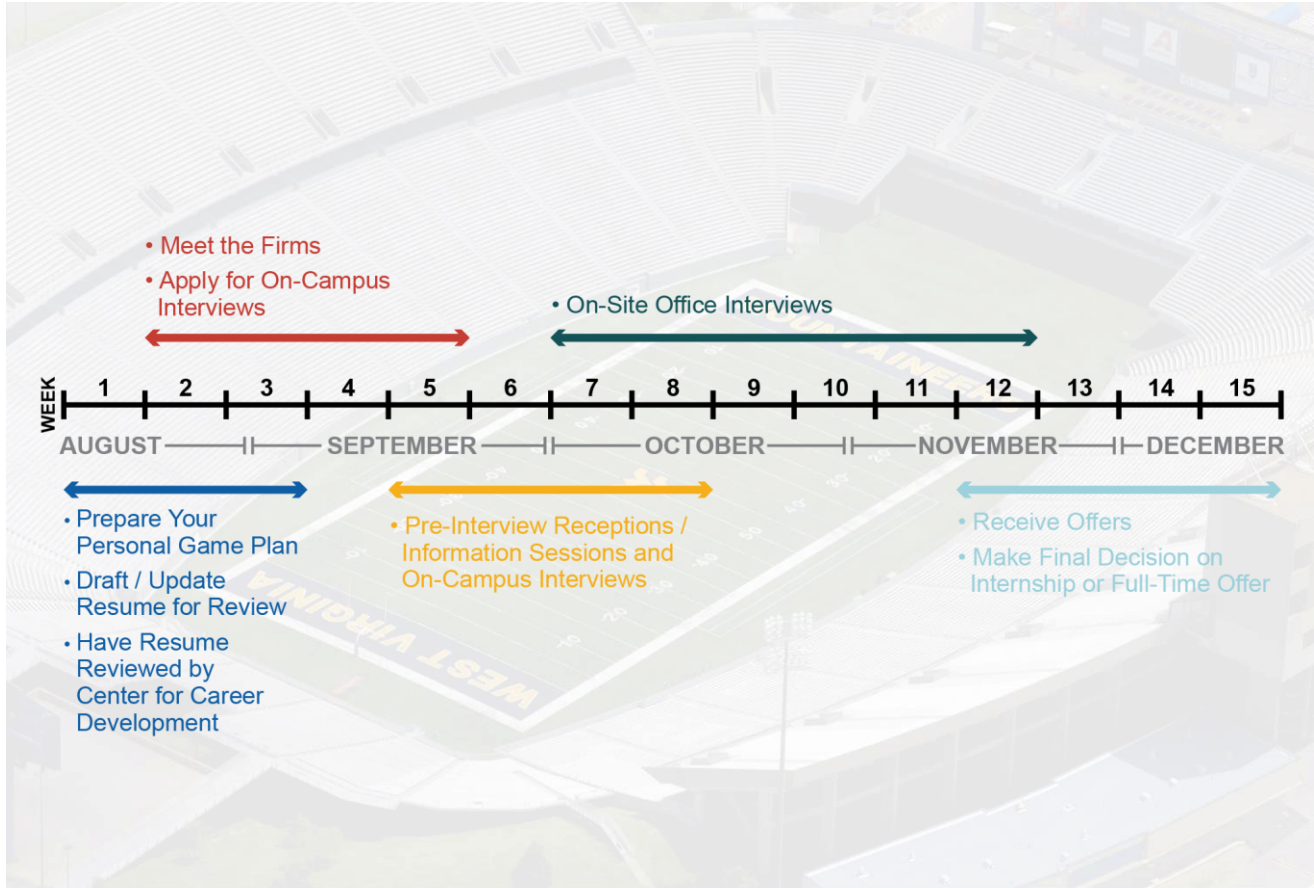 • Meet the Firms
• Apply for On-Campus
Interviews
• On-Site Office Interviews
WEEK
1 2 3 4 5 6 7 8 9 10 11 12 13 14 15
AUGUST SEPTEMBER OCTOBER NOVEMBER DECEMBER
• Prepare Your
Personal Game Plan
• Draft / Update
Resume for Review
• Have Resume
Reviewed by
Center for Career
Development
• Pre-Interview Receptions /
Information Sessions and
On-Campus Interviews
• Receive Offers
• Make Final Decision on
Internship or Full-Time Offer
OUNTAINEERS
WEST VIRGINIA